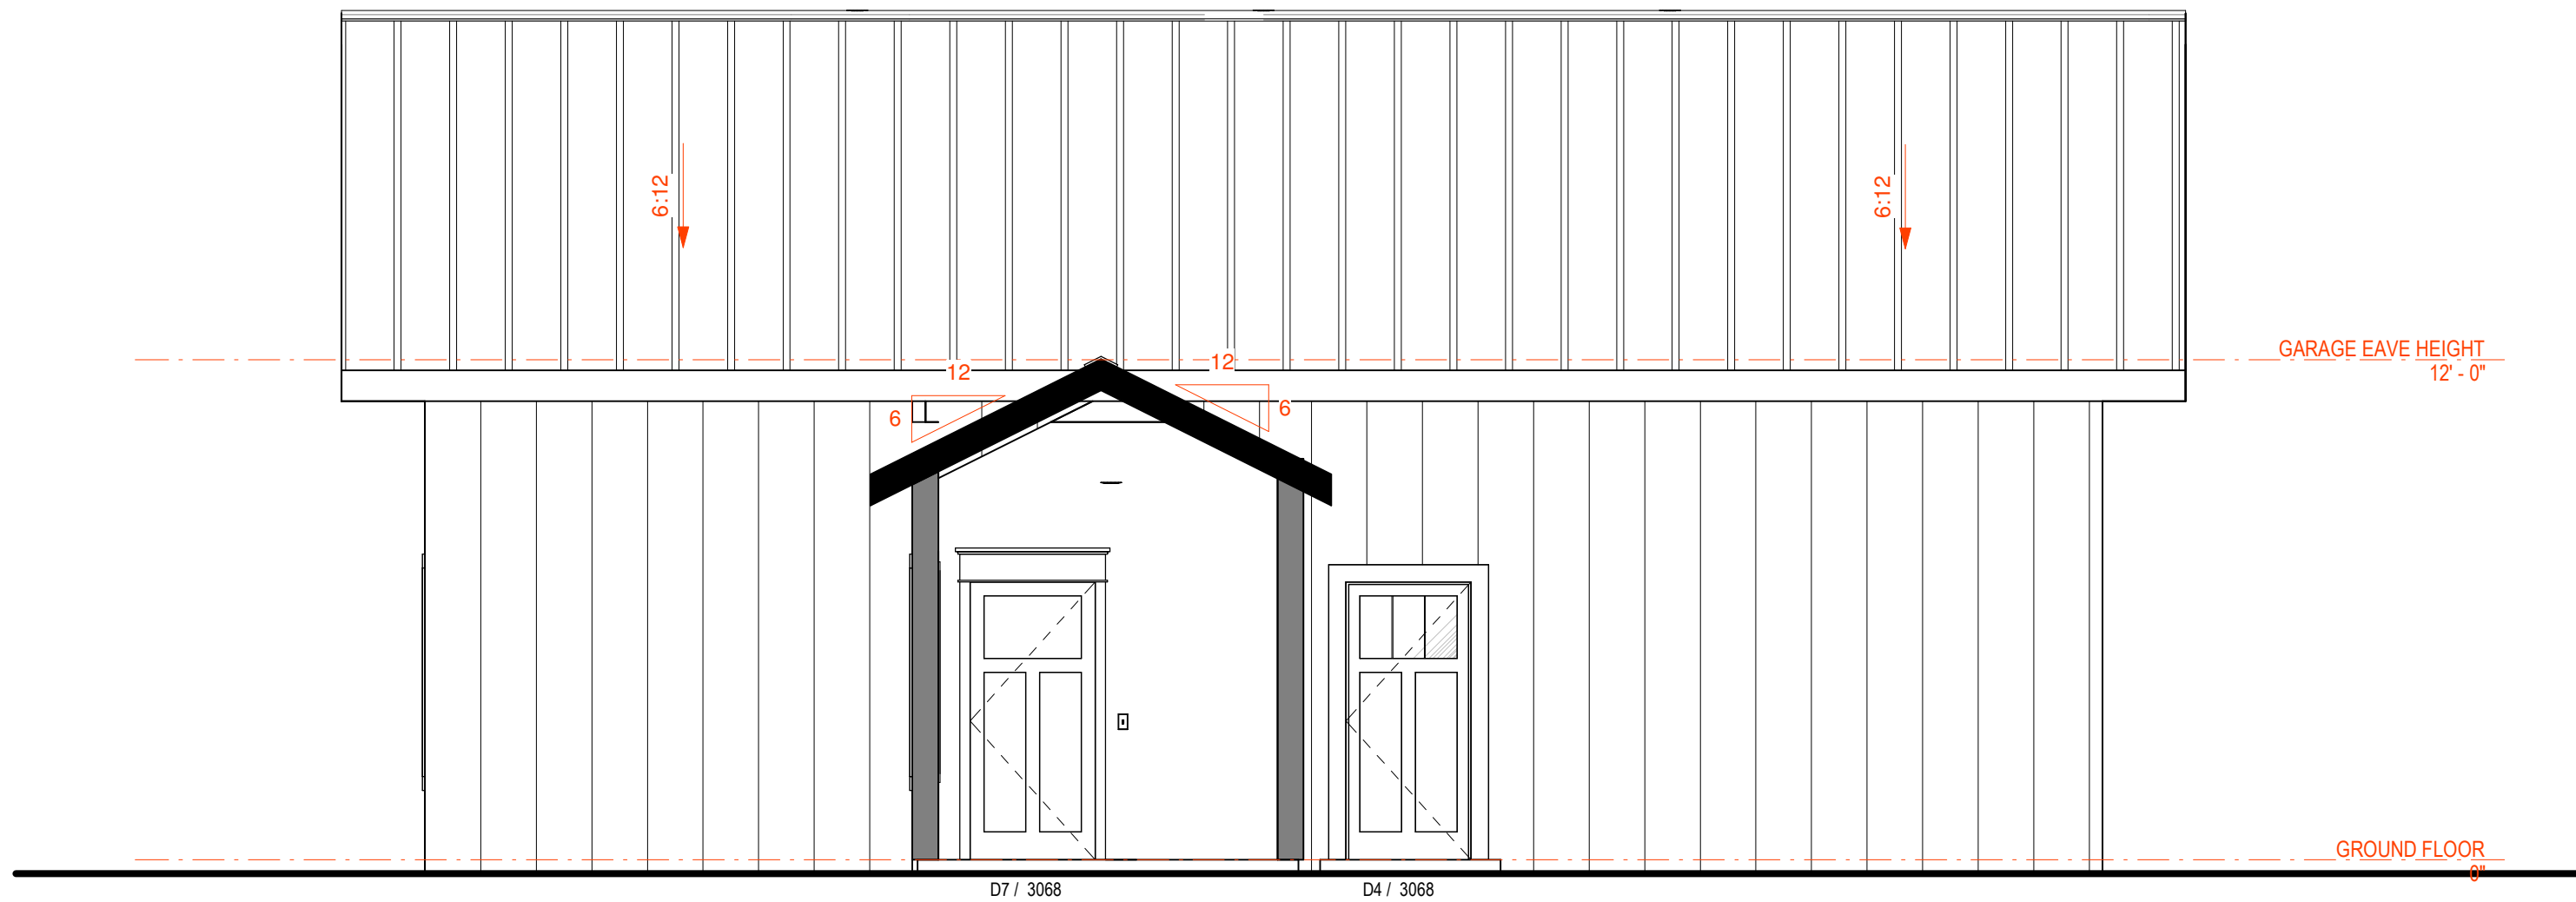 6:12
6:12
GARAGE EAVE HEIGHT
12' - 0"
12
12
6
6
GROUND FLOOR
0"
D7 / 3068
D4 / 3068